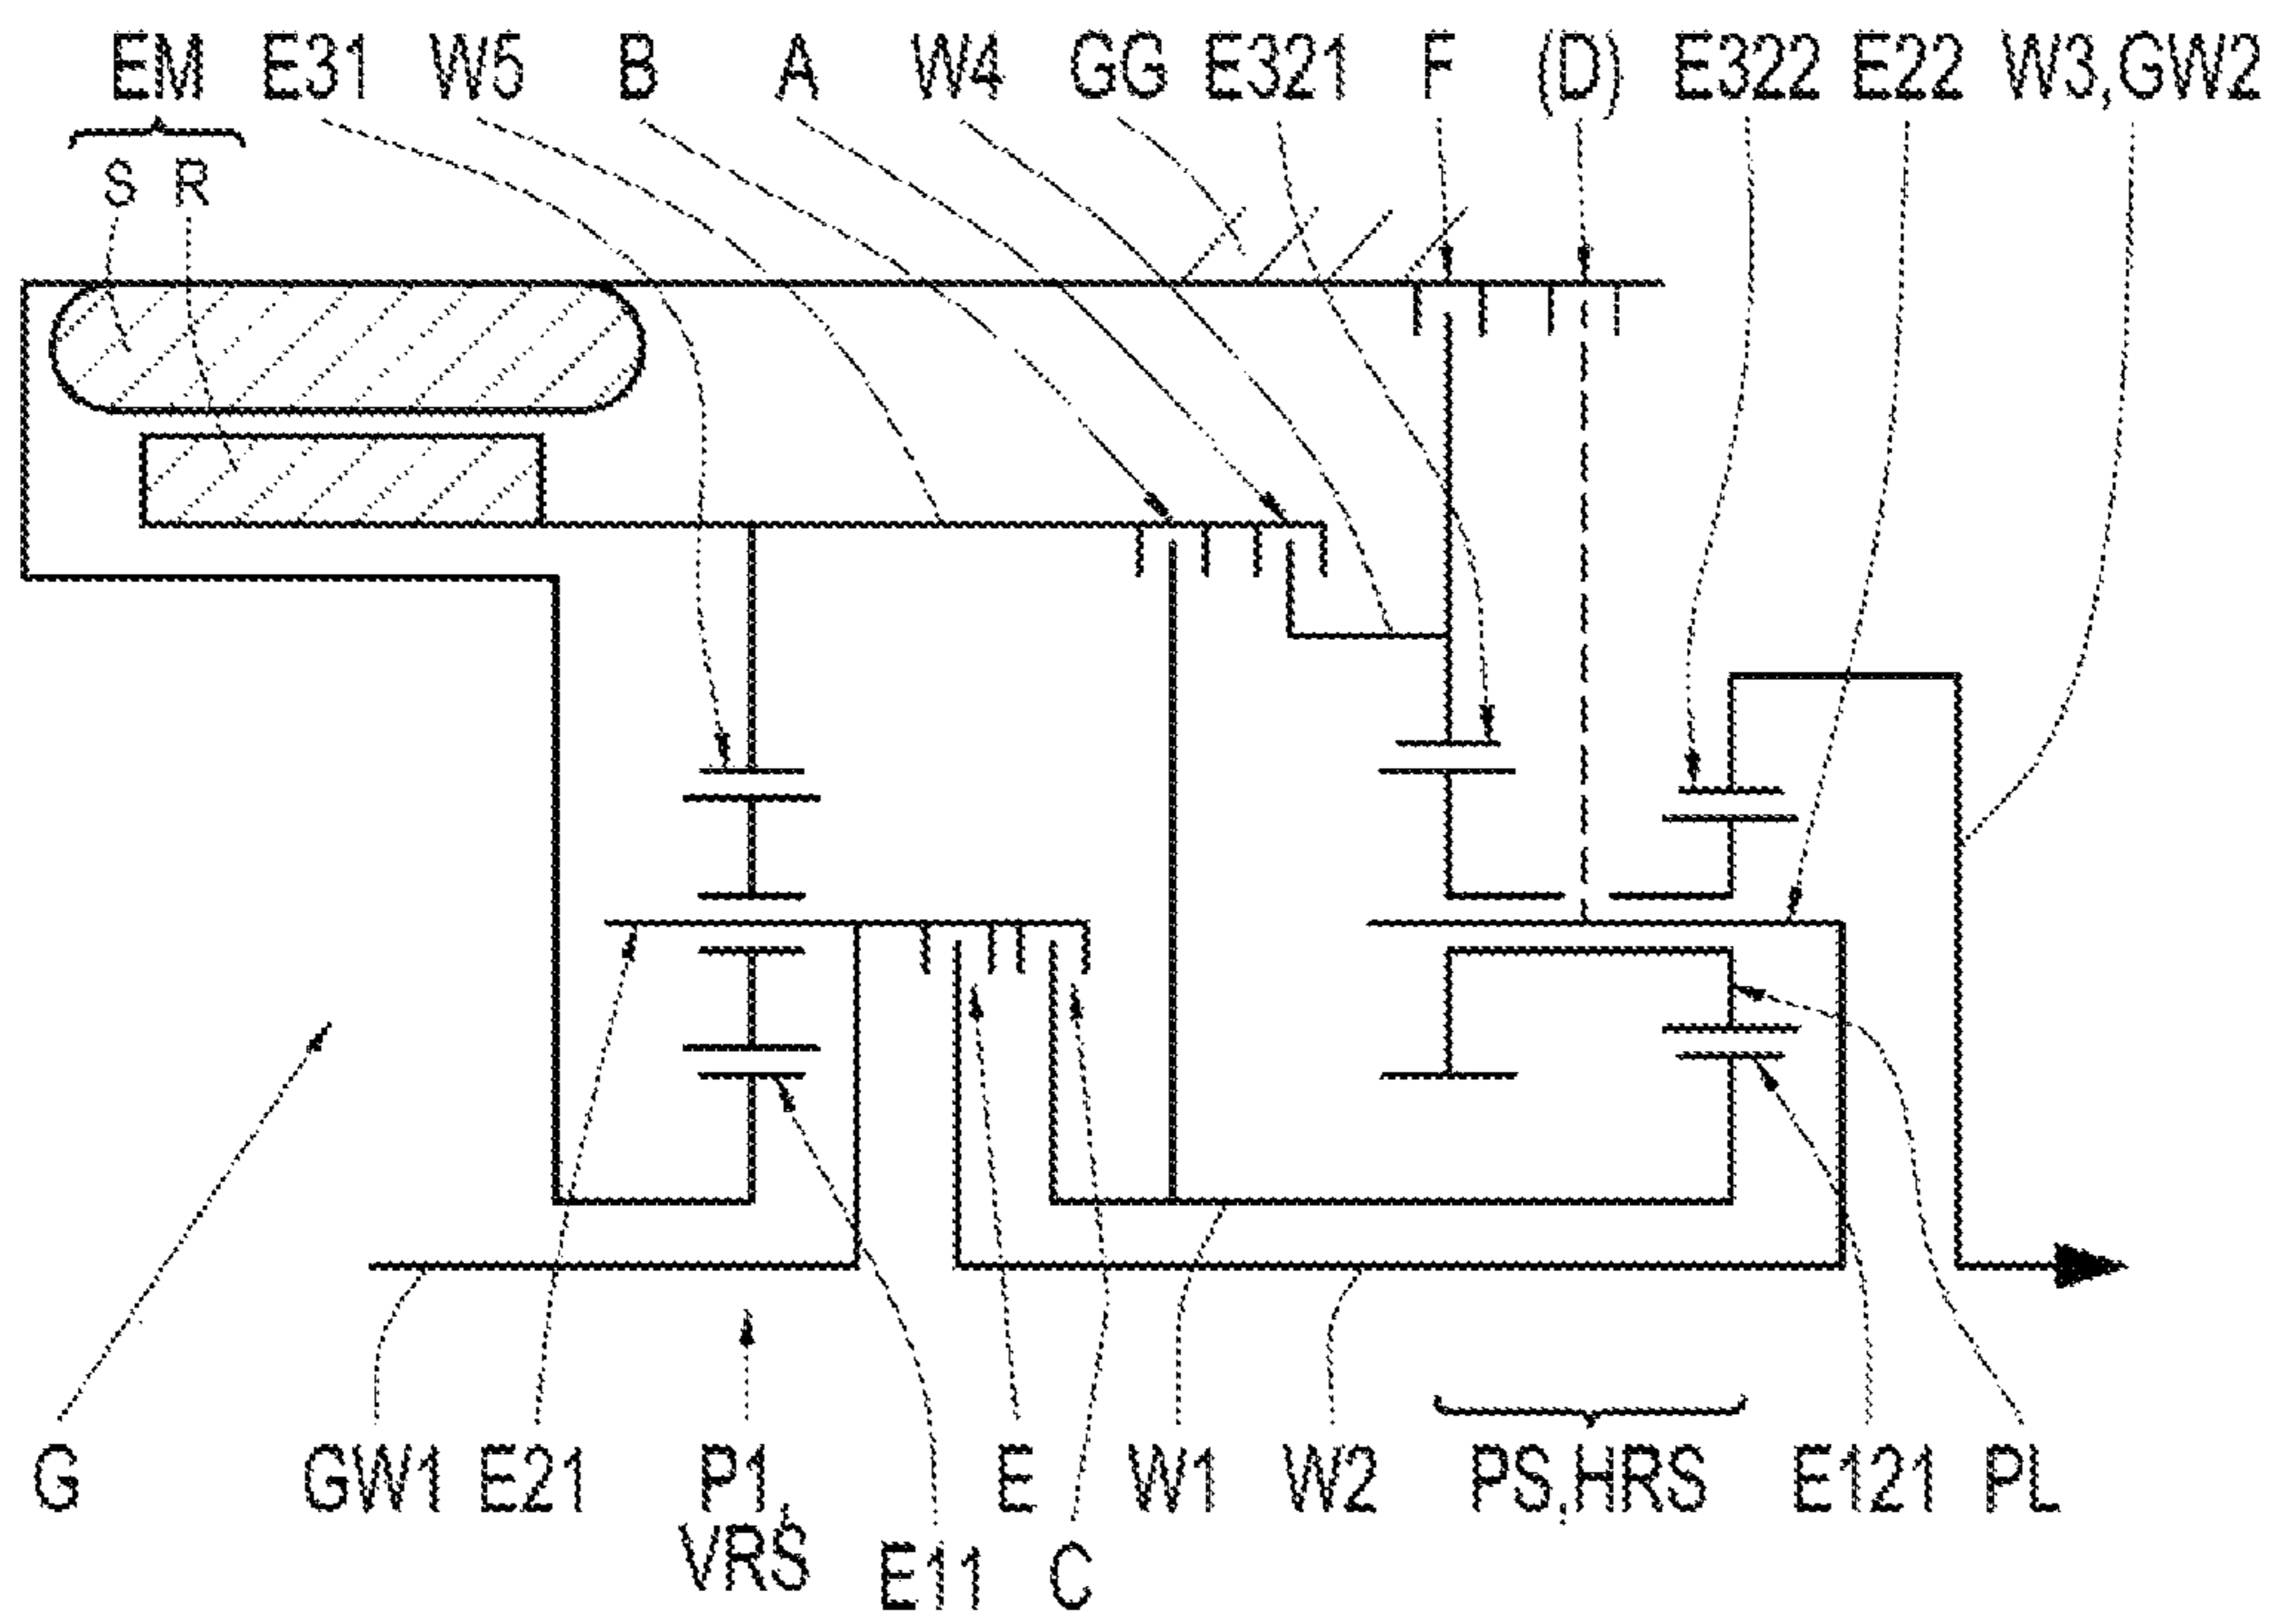 EM E31 W5 B A W4 GG E321 F (D) E322 E22 W3,GW2
S R
G GW1 E21 P1, E W1 W2 PS,HRS E121 PL
VRS E11 C